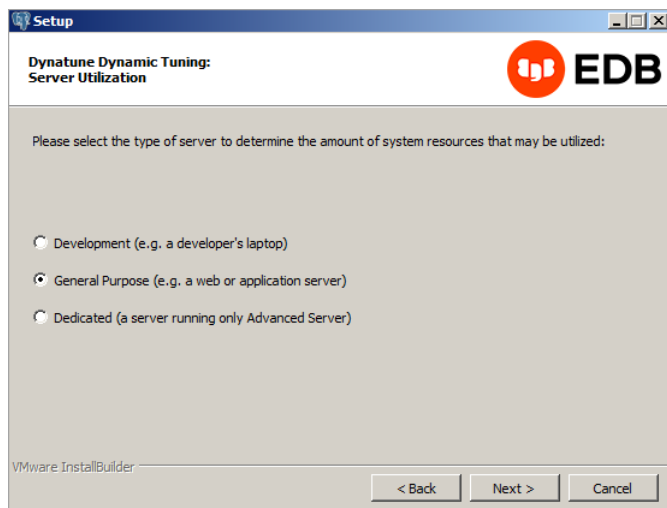 Setup
Dynatune Dynamic Tuning:
Server Utilization
EDB
Please select the type of server to determine the amount of system resources that may be utilized:
Development (e.g. a developer's laptop)
General Purpose (e.g. a web or application server)
Dedicated (a server running only Advanced Server)
VMware InstallBuilder
< Back
Next >
Cancel